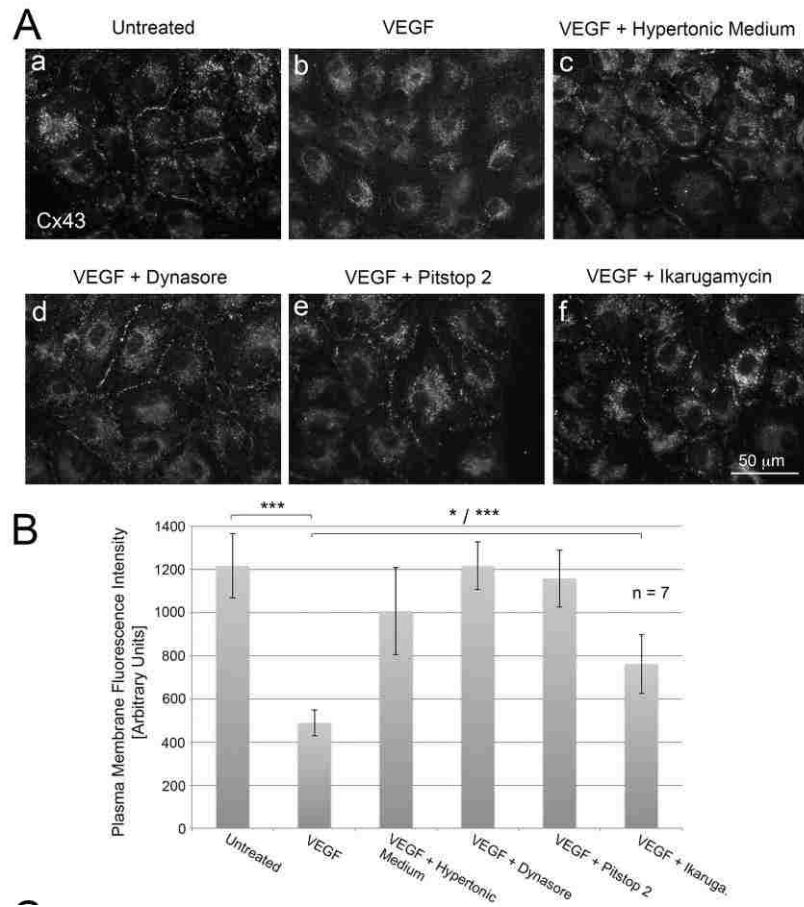 A
Untreated
VEGF
VEGF + Hypertonic Medium
a
b
c
Cx43
VEGF + Dynasore
VEGF + Pitstop 2
VEGF + Ikarugamycin
d
e
f
50 µm
B
***
* / ***
Plasma Membrane Fluorescence Intensity
[Arbitrary Units]
1400
1200
1000
800
600
400
200
0
n = 7
Untreated
VEGF
VEGF + Hypertonic
Medium
VEGF + Dynasore
VEGF + Pitstop 2
VEGF + Ikaruga.